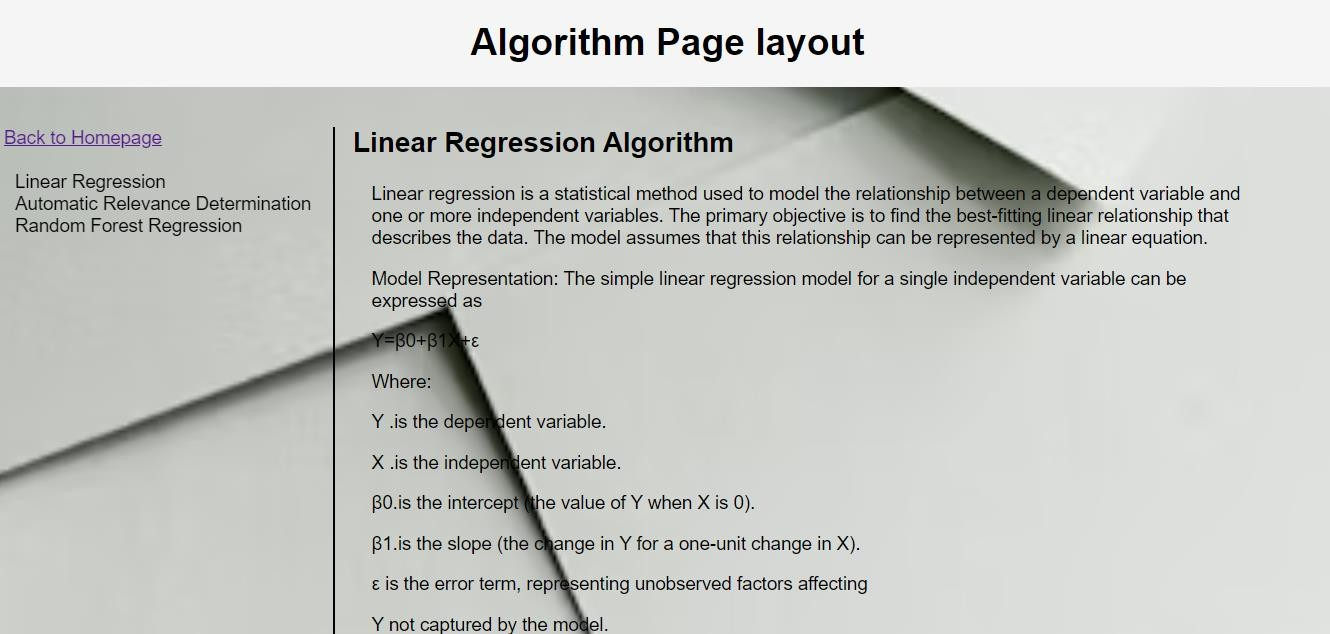 Algorithm Page layout
Back to Homepage
Linear Regression
Automatic Relevance Determination
Random Forest Regression
Linear Regression Algorithm
Linear regression is a statistical method used to model the relationship between a dependent variable and
one or more independent variables. The primary objective is to find the best-fitting linear relationship that
describes the data. The model assumes that this relationship can be represented by a linear equation.
Model Representation: The simple linear regression model for a single independent variable can be
expressed as
Y=β0+β1X+ε
Where:
Y .is the dependent variable.
X .is the independent variable.
β0.is the intercept (the value of Y when X is 0).
β1.is the slope (the change in Y for a one-unit change in X).
ε is the error term, representing unobserved factors affecting
Y not captured by the model.